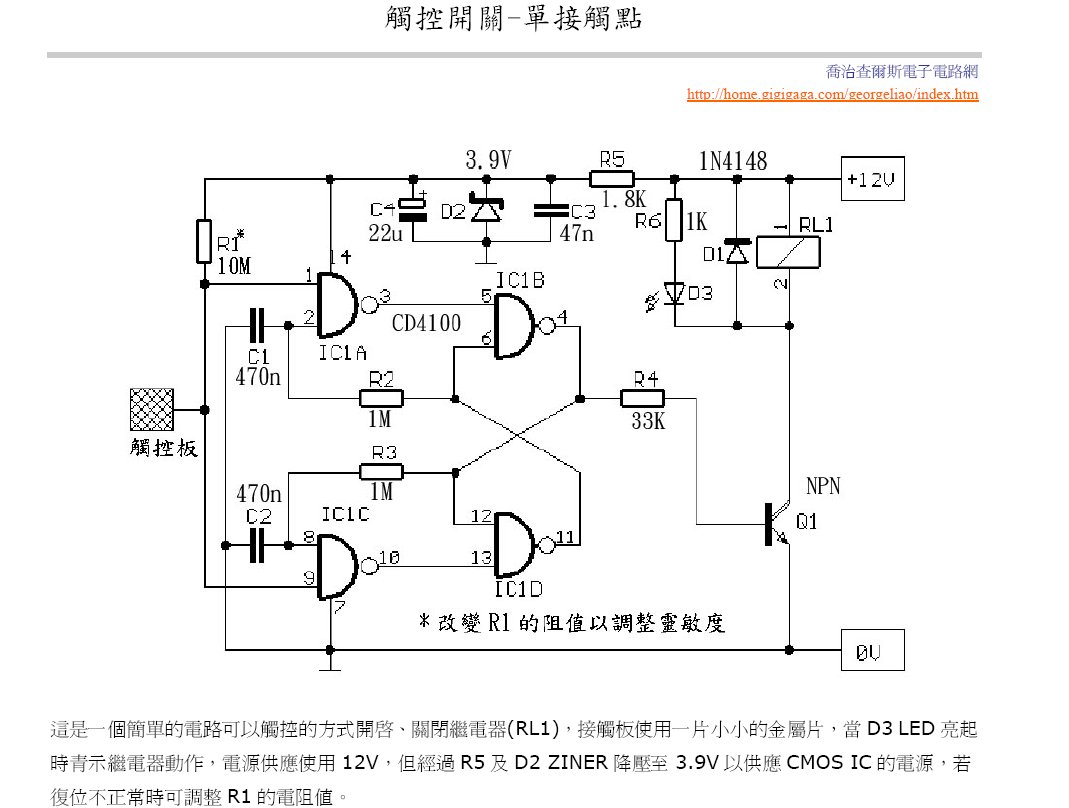 觸控開關-單接觸點
喬治查爾斯電子電路網
http://home.gigigaga.com/georgeliao/index.htm
3.9V
R5
1N4148
+12V
1.8K
C4
+
22u
D2
C3
47n
R6
1K
D1
1
RL1
2
R1*
10M
14
1
2
3
IC1A
CD4100
IC1B
5
6
4
D3
C1
470n
R2
1M
R4
33K
觸控板
R3
1M
470n
C2
IC1C
8
9
10
7
12
13
11
IC1D
NPN
Q1
*改變 R1 的阻值以調整靈敏度
0V
這是一個簡單的電路可以觸控的方式開啓、關閉繼電器(RL1)，接觸板使用一片小小的金屬片，當 D3 LED 亮起
時青示繼電器動作，電源供應使用 12V，但經過 R5 及 D2 ZINER 降壓至 3.9V 以供應 CMOS IC 的電源，若
復位不正常時可調整 R1 的電阻值。